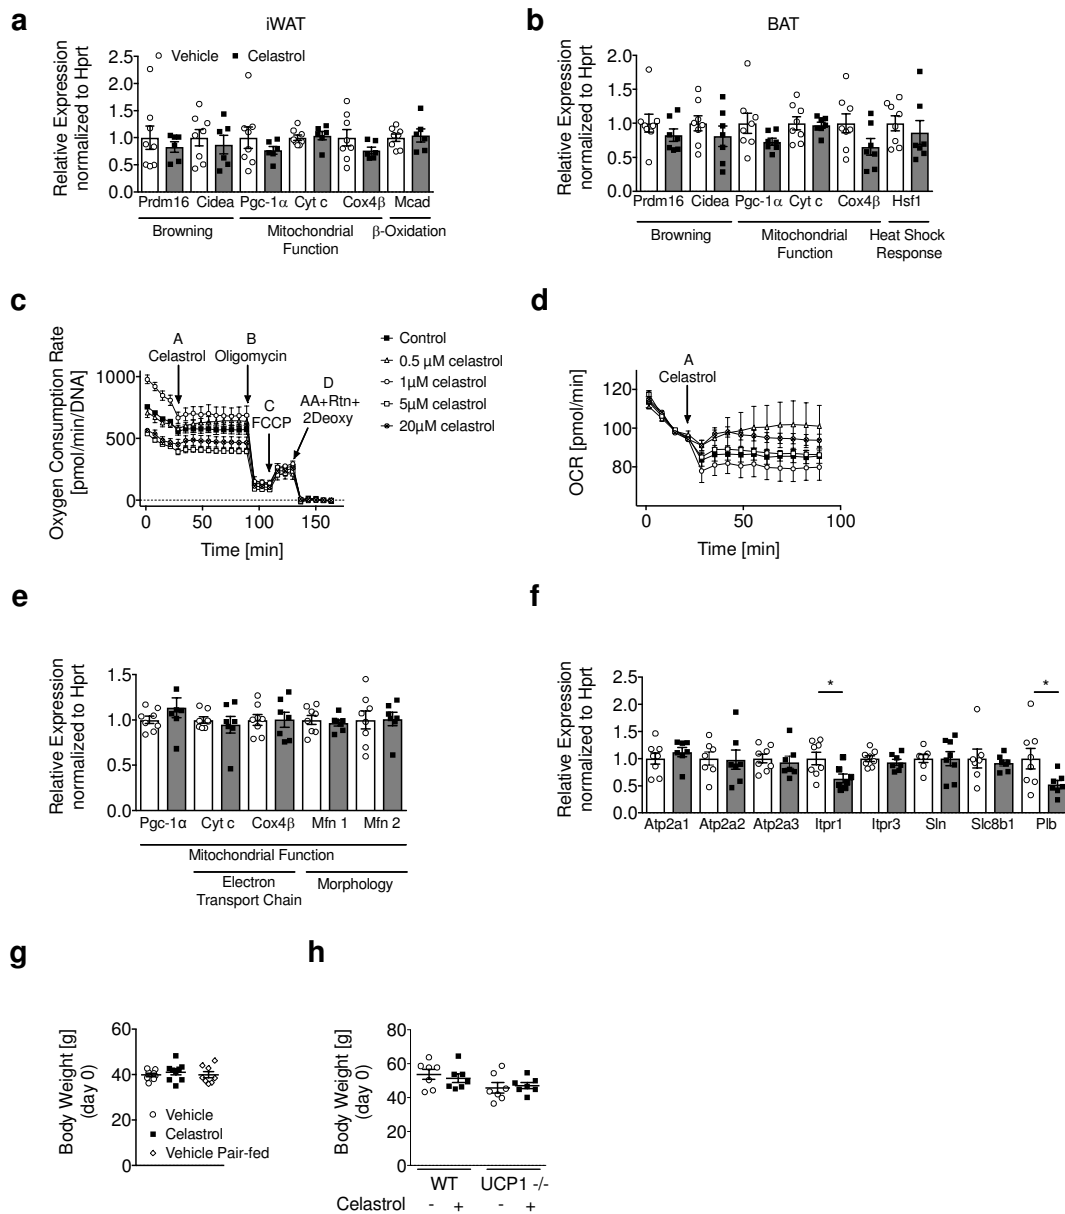 a
iWAT
Relative Expression
normalized to Hprt
Vehicle
Celastrol
2.5
2.0
1.5
1.0
0.5
0.0
Prdm16 Cidea Pgc-1α Cyt c Cox4β Mcad
Browning
Mitochondrial
Function
β-Oxidation
b
BAT
Relative Expression
normalized to Hprt
2.0
1.5
1.0
0.5
0.0
Prdm16 Cidea Pgc-1α Cyt c Cox4β Hsf1
Browning
Mitochondrial
Function
Heat Shock
Response
c
Oxygen Consumption Rate
[pmol/min/DNA]
1000
500
0
A
Celastrol
B
Oligomycin
C
FCCP
D
AA+Rtn+
2Deoxy
Control
0.5 μM celastrol
1μM celastrol
5μM celastrol
20μM celastrol
0 50 100 150
Time [min]
d
OCR [pmol/min]
120
100
80
A
Celastrol
0 50 100
Time [min]
e
Relative Expression
normalized to Hprt
1.5
1.0
0.5
0.0
Pgc-1α Cyt c Cox4β Mfn 1 Mfn 2
Mitochondrial Function
Electron
Transport Chain
Morphology
f
Relative Expression
normalized to Hprt
2.5
2.0
1.5
1.0
0.5
0.0
*
*
Atp2a1 Atp2a2 Atp2a3 Itpr1 Itpr3 Sln Slc8b1 Plb
g
Body Weight [g]
(day 0)
60
40
20
0
Vehicle
Celastrol
Vehicle Pair-fed
h
Body Weight [g]
(day 0)
80
60
40
20
0
WT UCP1 -/-
Celastrol - + - +